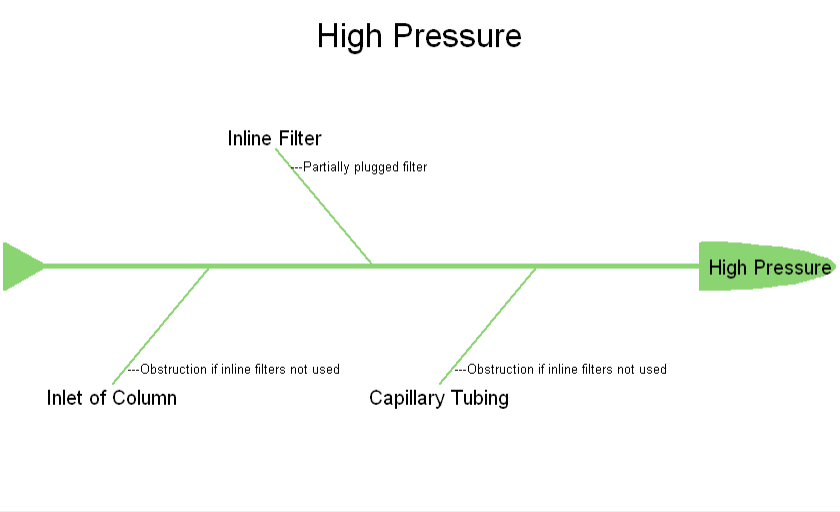 High Pressure
Inline Filter
---Partially plugged filter
High Pressure
---Obstruction if inline filters not used
---Obstruction if inline filters not used
Inlet of Column
Capillary Tubing